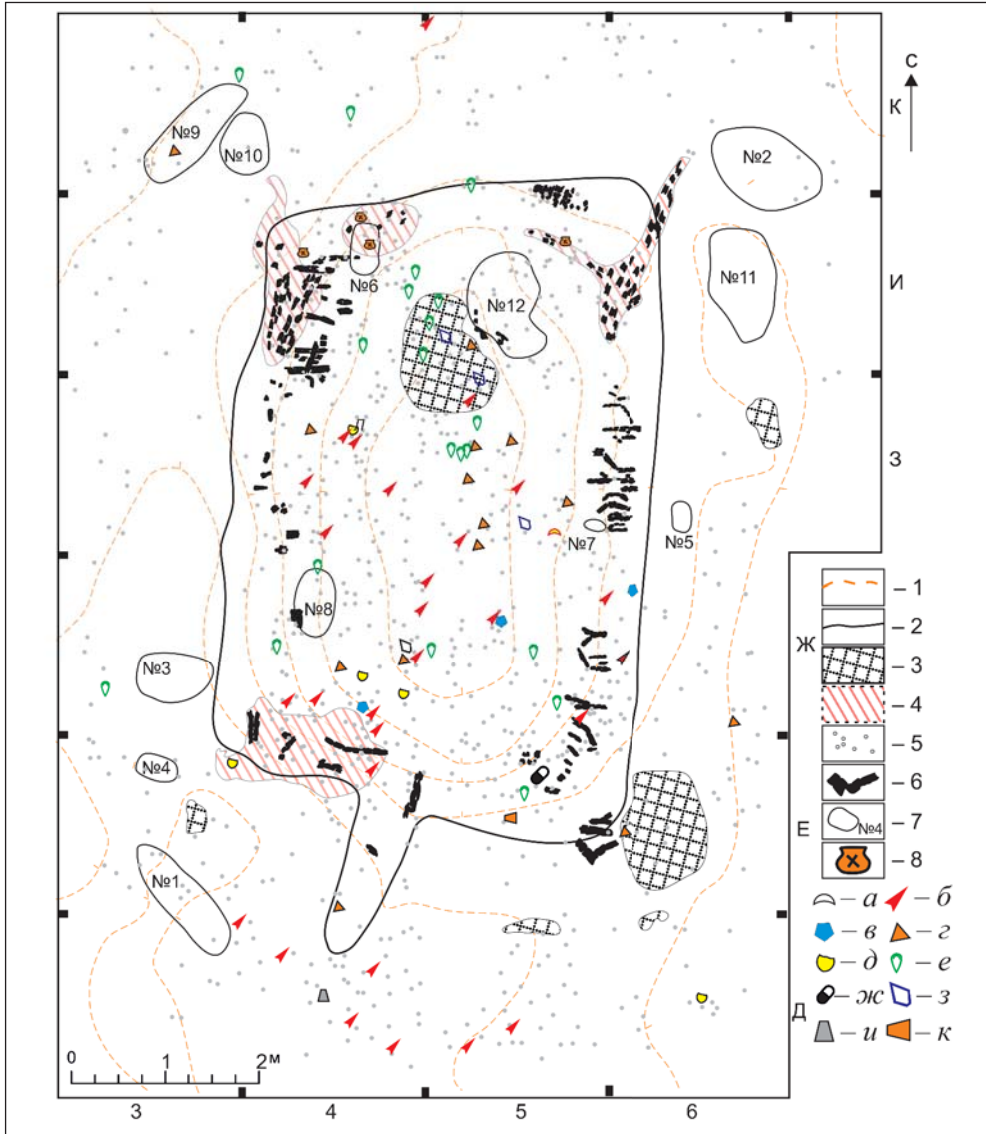 С
К
№9
№10
№2
№6
№12
№11
И
З
№7
№5
№8
№3
Ж
№4
Е
№1
Д
– 1
– 2
– 3
– 4
– 5
– 6
№4 – 7
– 8
– а – б
– в – г
– д – е
– ж – з
– и – к
0 1 2м
3 4 5 6